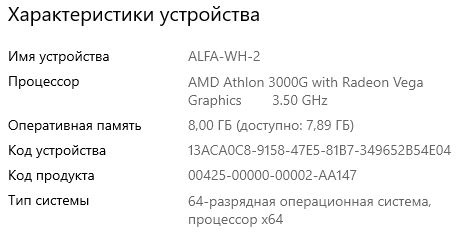 Характеристики устройства
Имя устройства ALFA-WH-2
Процессор AMD Athlon 3000G with Radeon Vega
Graphics 3.50 GHz
Оперативная память 8,00 ГБ (доступно: 7,89 ГБ)
Код устройства 13ACA0C8-9158-47E5-81B7-349652B54E04
Код продукта 00425-00000-00002-AA147
Тип системы 64-разрядная операционная система,
процессор x64